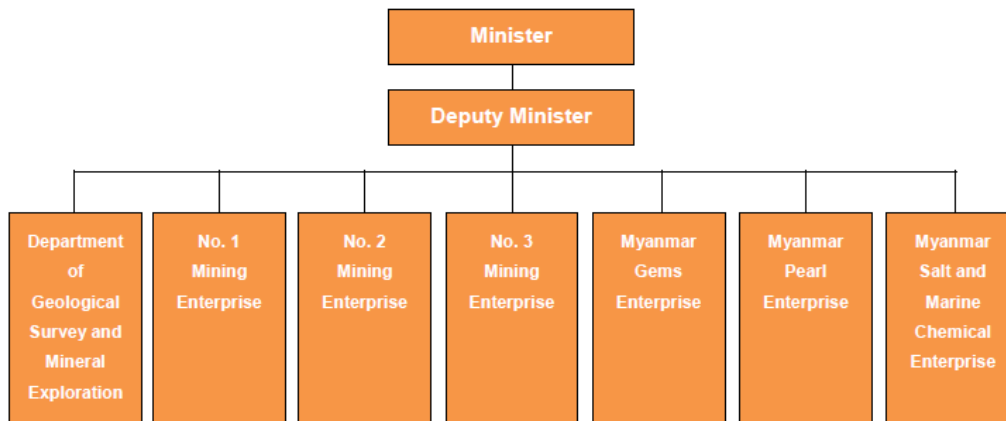 Minister
Deputy Minister
Department
of
Geological
Survey and
Mineral
Exploration
No. 1
Mining
Enterprise
No. 2
Mining
Enterprise
No. 3
Mining
Enterprise
Myanmar
Gems
Enterprise
Myanmar
Pearl
Enterprise
Myanmar
Salt and
Marine
Chemical
Enterprise